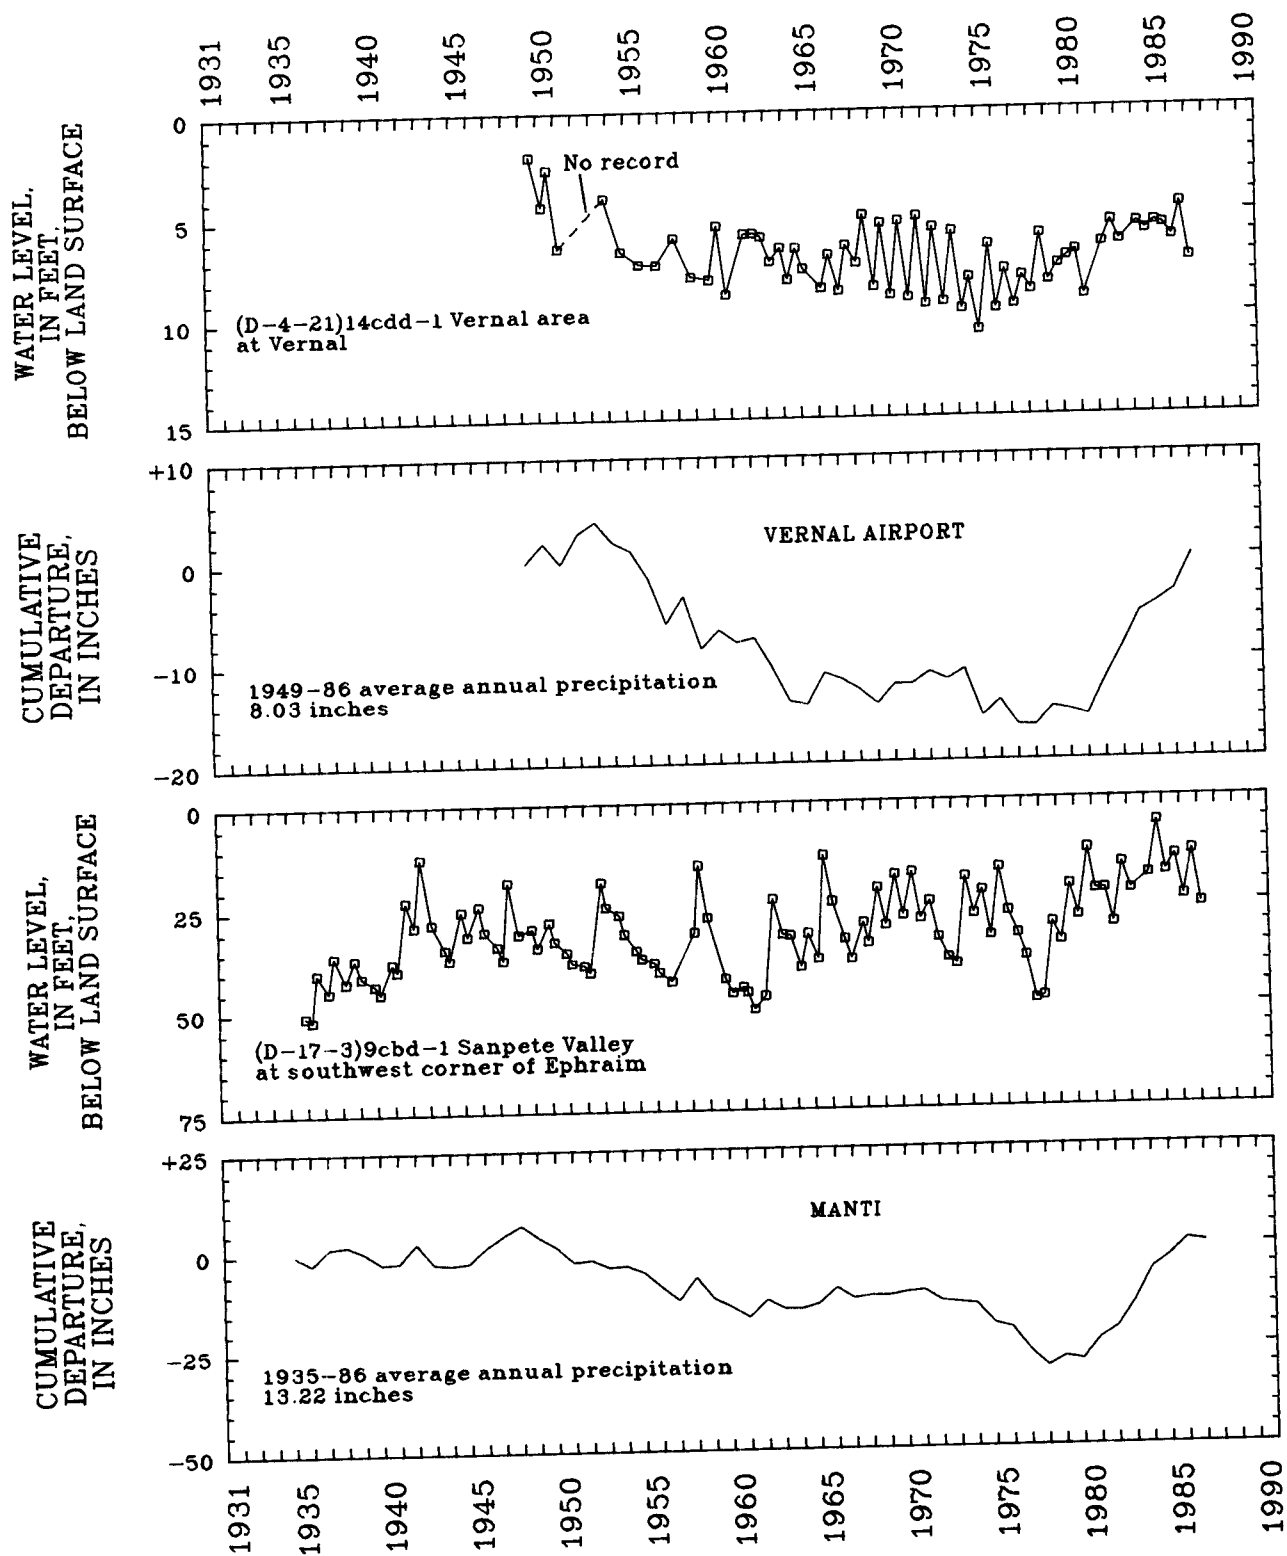 1931 1935 1940 1945 1950 1955 1960 1965 1970 1975 1980 1985 1990
WATER LEVEL,
IN FEET,
BELOW LAND SURFACE
0
5
10
15
No record
(D-4-21)14cdd-1 Vernal area
at Vernal
CUMULATIVE
DEPARTURE,
IN INCHES
+10
0
-10
-20
VERNAL AIRPORT
1949-86 average annual precipitation
8.03 inches
WATER LEVEL,
IN FEET,
BELOW LAND SURFACE
0
25
50
75
(D-17-3)9cbd-1 Sanpete Valley
at southwest corner of Ephraim
CUMULATIVE
DEPARTURE,
IN INCHES
+25
0
-25
-50
MANTI
1935-86 average annual precipitation
13.22 inches
1931 1935 1940 1945 1950 1955 1960 1965 1970 1975 1980 1985 1990